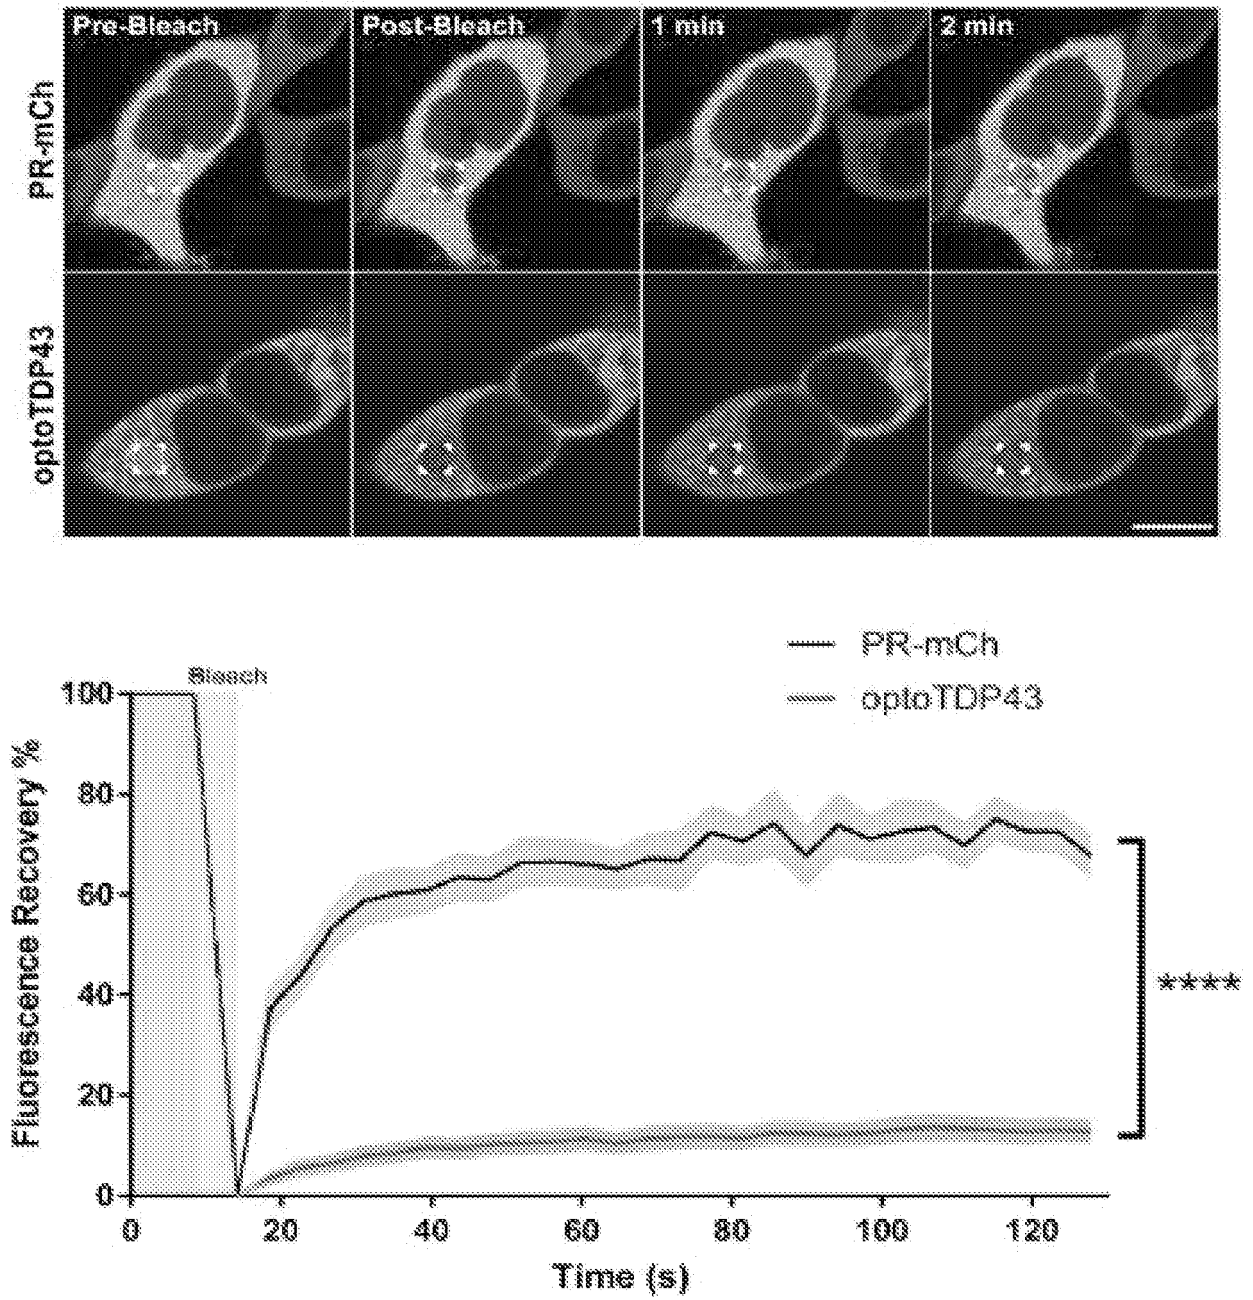 Pre-Bleach Post-Bleach 1 min 2 min
PR-mCh
optoTDP43
PR-mCh
optoTDP43
Bleach
Fluorescence Recovery %
100
80
60
40
20
0
****
0 20 40 60 80 100 120
Time (s)